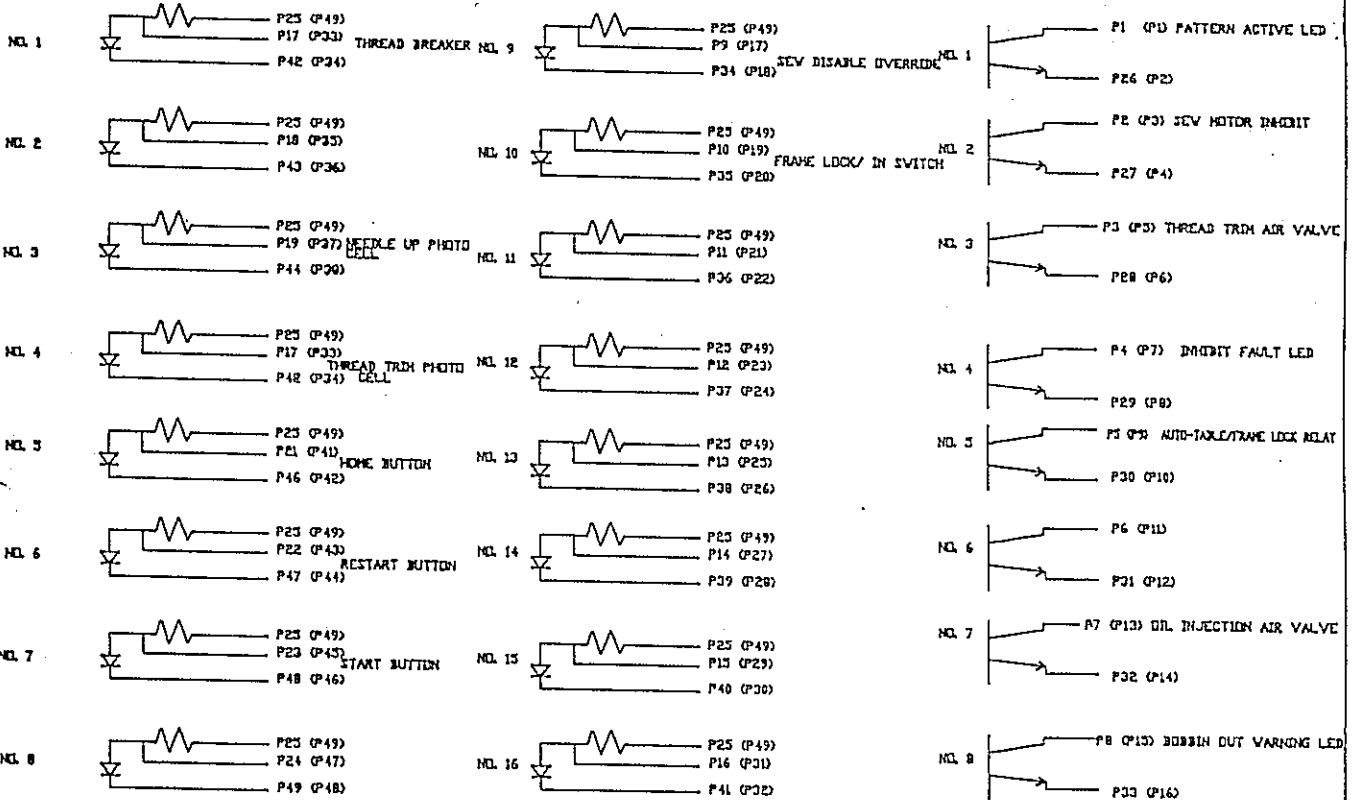 NO. 1
P25 (P49)
P17 (P33)
THREAD BREAKER
P42 (P34)
NO. 2
P25 (P49)
P18 (P35)
P43 (P36)
NO. 3
P25 (P49)
P19 (P37) NEEDLE UP PHOTO
CELL
P44 (P38)
NO. 4
P25 (P49)
P17 (P33)
THREAD TRIM PHOTO
P42 (P34) CELL
NO. 5
P25 (P49)
P21 (P41)
HOME BUTTON
P46 (P42)
NO. 6
P25 (P49)
P22 (P43)
RESTART BUTTON
P47 (P44)
NO. 7
P25 (P49)
P23 (P45)
START BUTTON
P48 (P46)
NO. 8
P25 (P49)
P24 (P47)
P49 (P48)
NO. 9
P25 (P49)
P9 (P17)
SEW DISABLE OVERRIDE
P34 (P18)
NO. 10
P25 (P49)
P10 (P19)
FRAME LOCK/ IN SWITCH
P35 (P20)
NO. 11
P25 (P49)
P11 (P21)
P36 (P22)
NO. 12
P25 (P49)
P12 (P23)
P37 (P24)
NO. 13
P25 (P49)
P13 (P25)
P38 (P26)
NO. 14
P25 (P49)
P14 (P27)
P39 (P28)
NO. 15
P25 (P49)
P15 (P29)
P40 (P30)
NO. 16
P25 (P49)
P16 (P31)
P41 (P32)
NO. 1
P1 (P1) PATTERN ACTIVE LED
P26 (P2)
NO. 2
P2 (P3) SEW MOTOR INHIBIT
P27 (P4)
NO. 3
P3 (P5) THREAD TRIM AIR VALVE
P28 (P6)
NO. 4
P4 (P7) INHIBIT FAULT LED
P29 (P8)
NO. 5
P5 (P9) AUTO-TABLE/FRAME LOCK RELAY
P30 (P10)
NO. 6
P6 (P11)
P31 (P12)
NO. 7
P7 (P13) OIL INJECTION AIR VALVE
P32 (P14)
NO. 8
P8 (P15) BOBBIN OUT WARNING LED
P33 (P16)